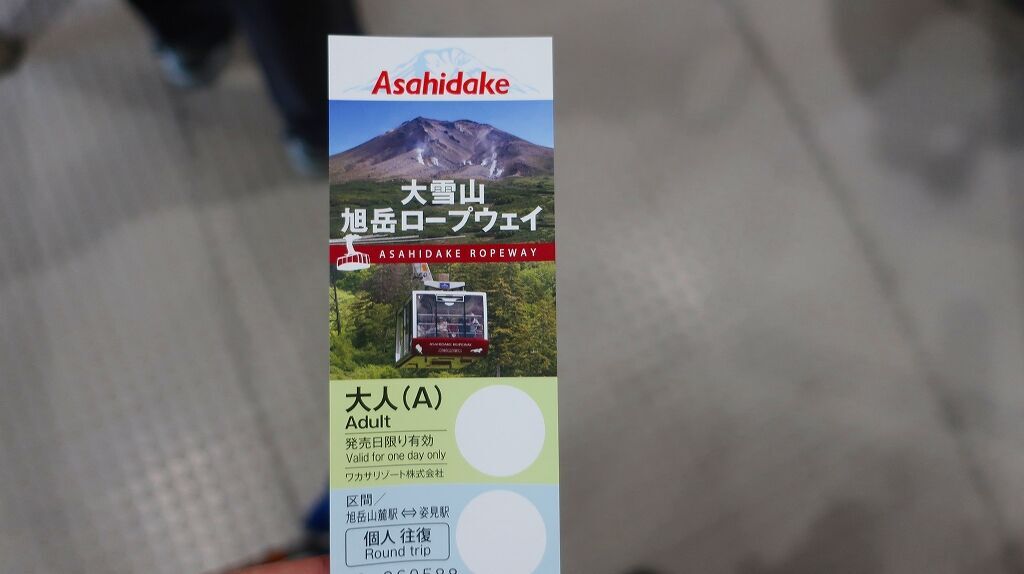 Asahidake
大雪山
旭岳ロープウェイ
ASAHIDAKE ROPEWAY
ASAHIDAKE ROPEWAY
大人(A)
Adult
発売日限り有効
Valid for one day only
ワカサリゾート株式会社
区間/
旭岳山麓駅⇔姿見駅
個人 往復
Round trip